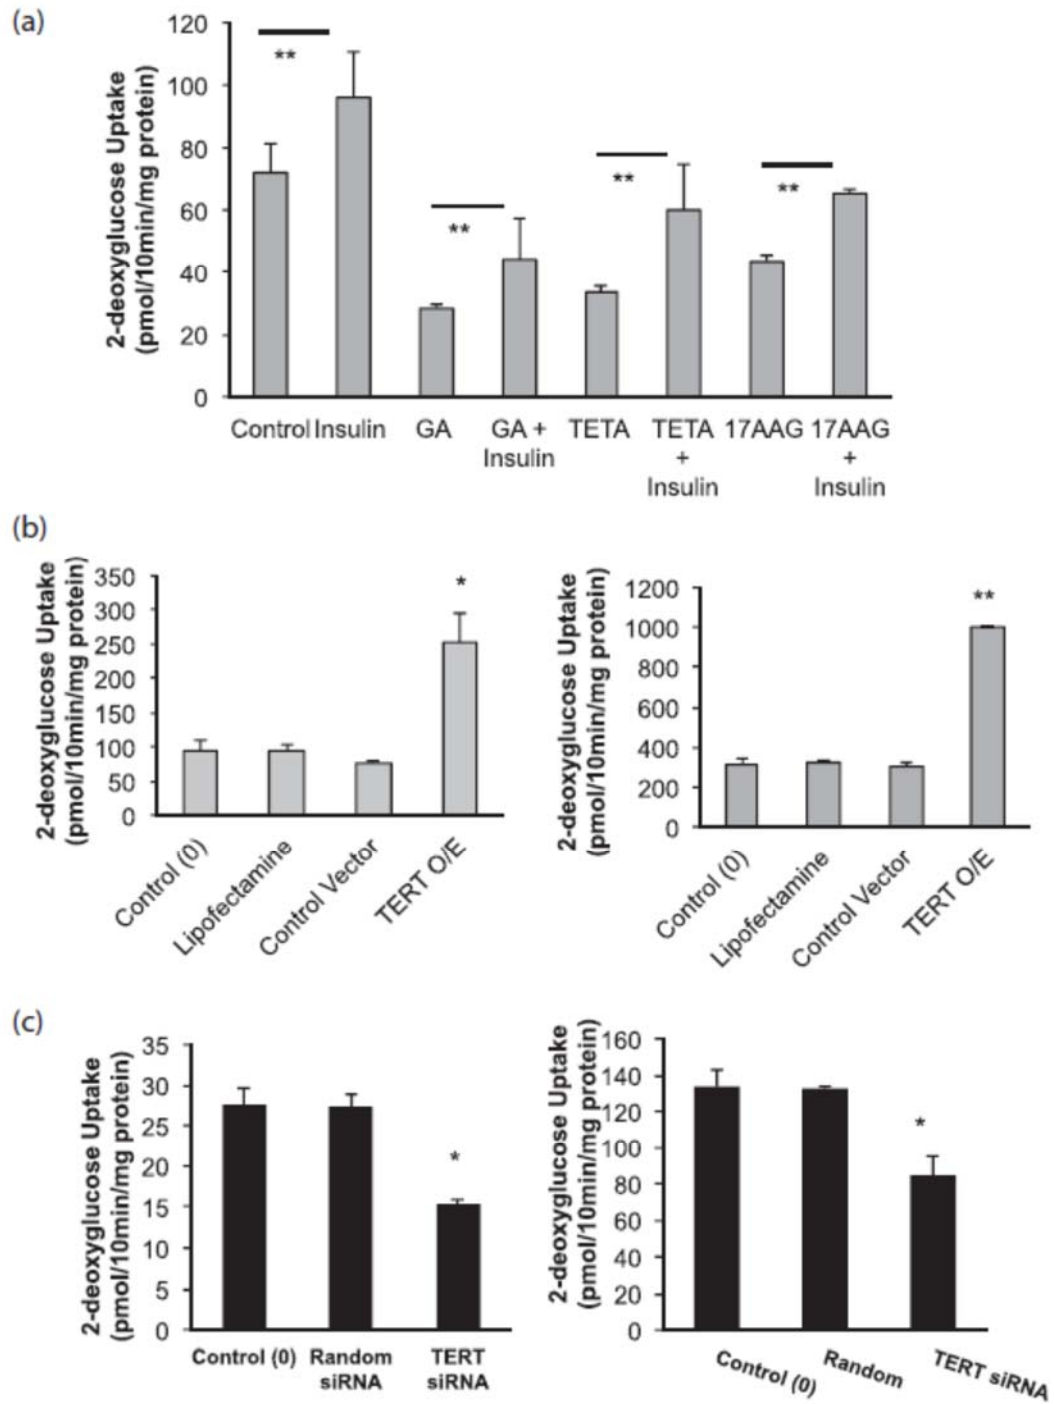 (a)
2-deoxyglucose Uptake
(pmol/10min/mg protein)
120
100
80
60
40
20
0
**
**
**
**
Control Insulin GA GA + TETA TETA 17AAG 17AAG
Insulin + +
Insulin Insulin
(b)
2-deoxyglucose Uptake
(pmol/10min/mg protein)
350
300
250
200
150
100
50
0
*
Control (0)
Lipofectamine
Control Vector
TERT O/E
2-deoxyglucose Uptake
(pmol/10min/mg protein)
1200
1000
800
600
400
200
0
**
Control (0)
Lipofectamine
Control Vector
TERT O/E
(c)
2-deoxyglucose Uptake
(pmol/10min/mg protein)
35
30
25
20
15
10
5
0
*
Control (0) Random TERT
siRNA siRNA
2-deoxyglucose Uptake
(pmol/10min/mg protein)
160
140
120
100
80
60
40
20
0
*
Control (0)
Random
TERT siRNA